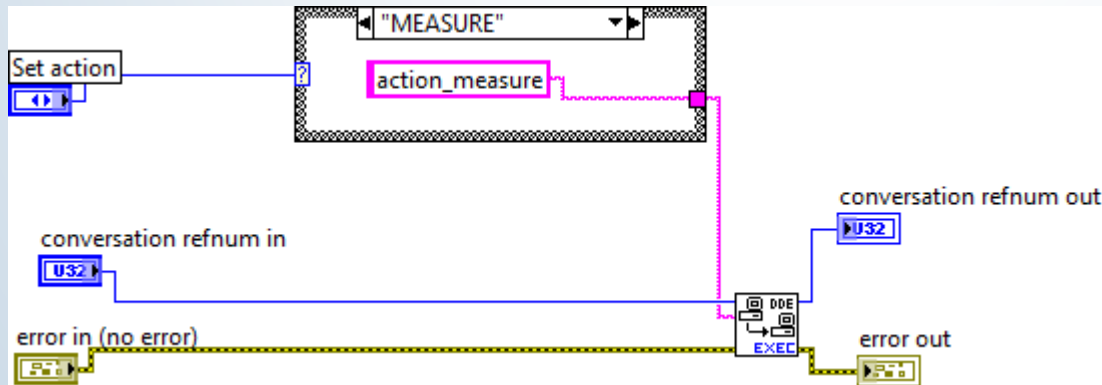 "MEASURE"
Set action
action_measure
conversation refnum out
U32
conversation refnum in
U32
DDE
EXEC
error in (no error)
error out